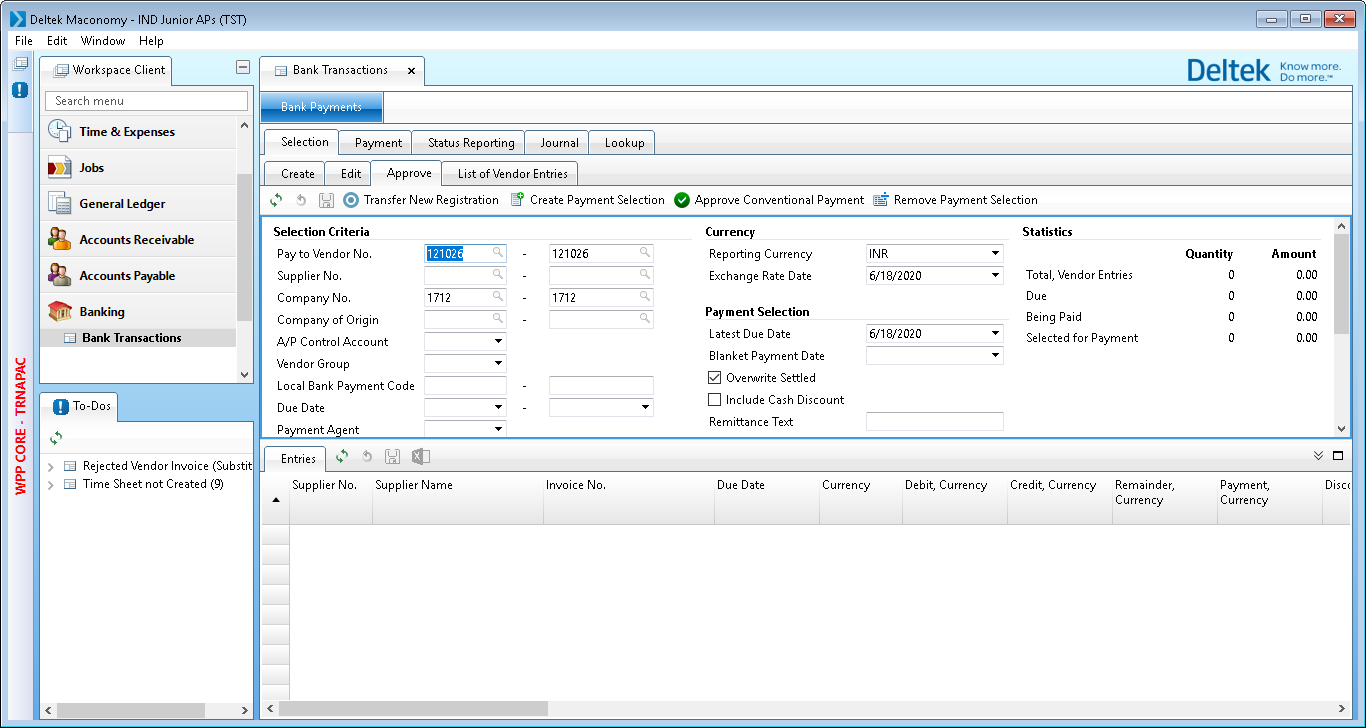 Deltek Maconomy - IND Junior APs (TST)
File Edit Window Help
Workspace Client
Search menu
Time & Expenses
Jobs
General Ledger
Accounts Receivable
Accounts Payable
Banking
Bank Transactions
WPP CORE - TRNAPAC
To-Dos
Rejected Vendor Invoice (Substit
Time Sheet not Created (9)
Bank Transactions
Deltek Know more.
Do more.™
Bank Payments
Selection Payment Status Reporting Journal Lookup
Create Edit Approve List of Vendor Entries
Transfer New Registration Create Payment Selection Approve Conventional Payment Remove Payment Selection
Selection Criteria
Pay to Vendor No. 121026 - 121026
Supplier No. -
Company No. 1712 - 1712
Company of Origin -
A/P Control Account
Vendor Group
Local Bank Payment Code -
Due Date -
Payment Agent
Currency
Reporting Currency INR
Exchange Rate Date 6/18/2020
Payment Selection
Latest Due Date 6/18/2020
Blanket Payment Date
Overwrite Settled
Include Cash Discount
Remittance Text
Statistics
Quantity Amount
Total, Vendor Entries 0 0.00
Due 0 0.00
Being Paid 0 0.00
Selected for Payment 0 0.00
Entries
Supplier No. Supplier Name Invoice No. Due Date Currency Debit, Currency Credit, Currency Remainder, Currency Payment, Currency Disco